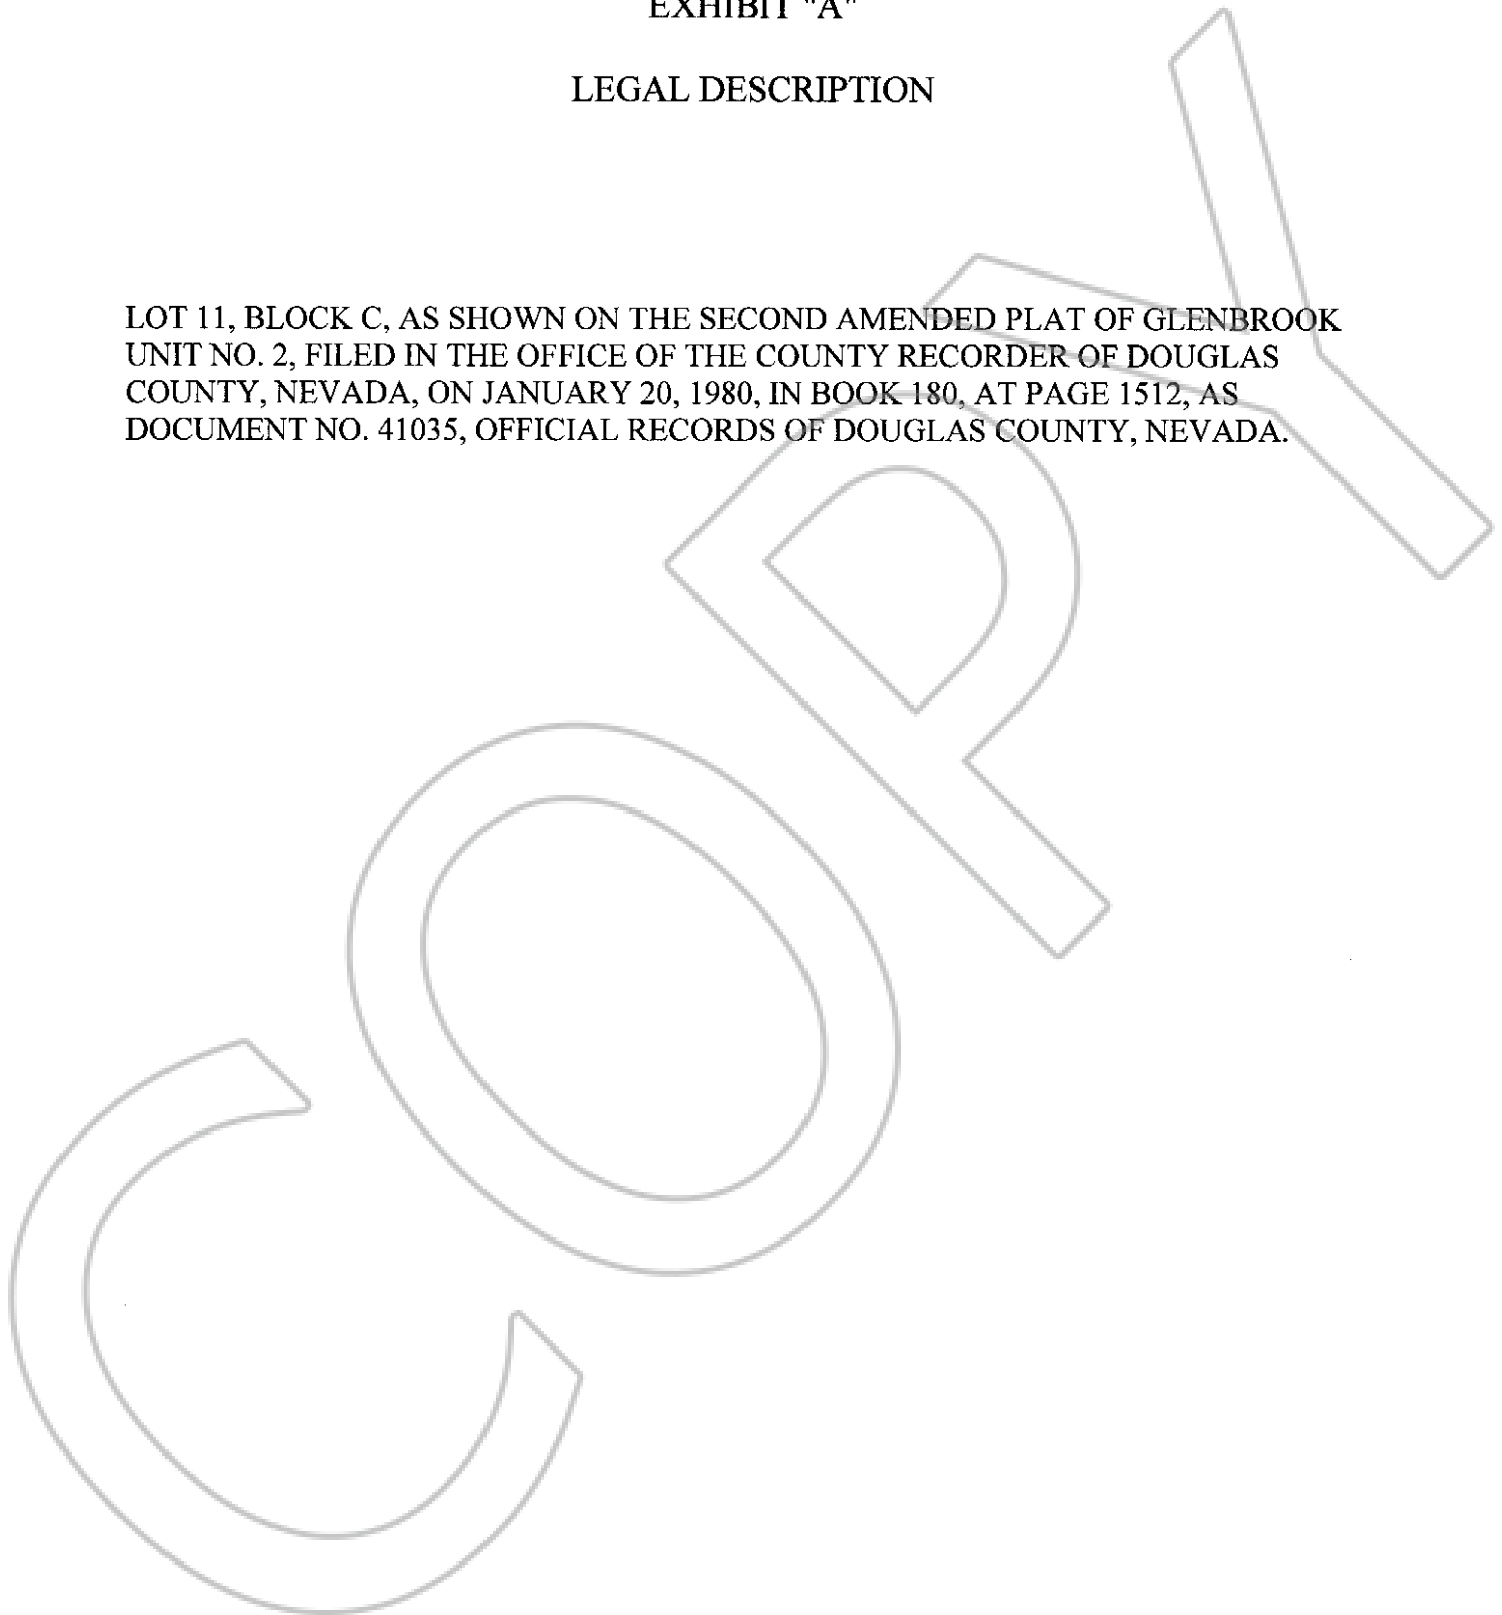 EXHIBIT "A"
LEGAL DESCRIPTION
LOT 11, BLOCK C, AS SHOWN ON THE SECOND AMENDED PLAT OF GLENBROOK
UNIT NO. 2, FILED IN THE OFFICE OF THE COUNTY RECORDER OF DOUGLAS
COUNTY, NEVADA, ON JANUARY 20, 1980, IN BOOK 180, AT PAGE 1512, AS
DOCUMENT NO. 41035, OFFICIAL RECORDS OF DOUGLAS COUNTY, NEVADA.
COPY